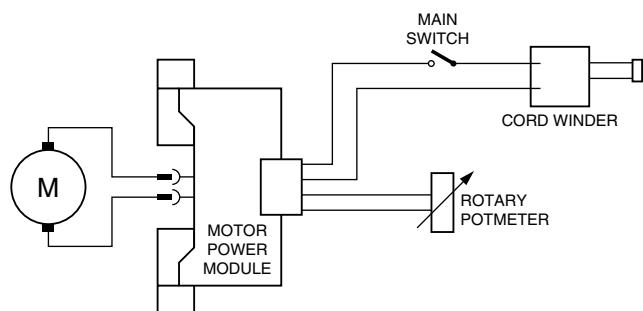 MAIN
SWITCH
CORD WINDER
M
ROTARY
POTMETER
MOTOR
POWER
MODULE